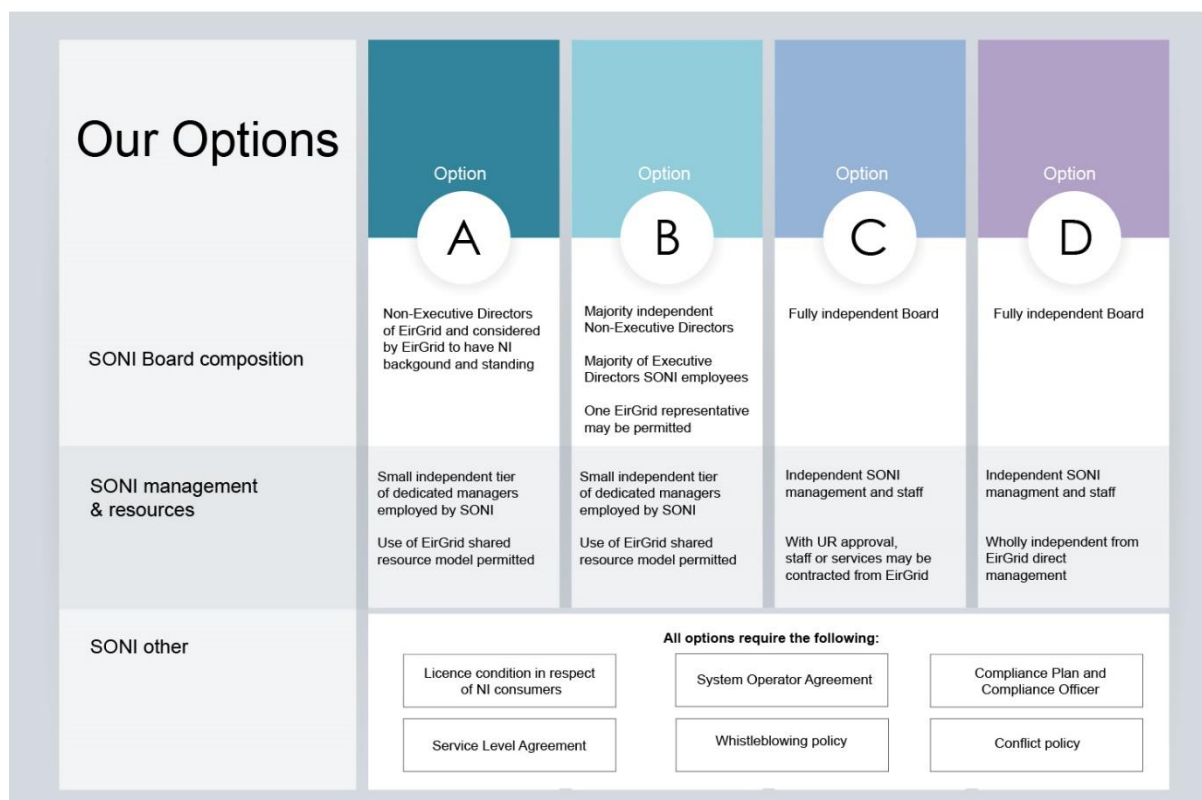 Our Options
Option
A
Option
B
Option
C
Option
D
SONI Board composition
Non-Executive Directors
of EirGrid and considered
by EirGrid to have NI
backgound and standing
Majority independent
Non-Executive Directors
Majority of Executive
Directors SONI employees
One EirGrid representative
may be permitted
Fully independent Board
Fully independent Board
SONI management
& resources
Small independent tier
of dedicated managers
employed by SONI
Use of EirGrid shared
resource model permitted
Small independent tier
of dedicated managers
employed by SONI
Use of EirGrid shared
resource model permitted
Independent SONI
management and staff
With UR approval,
staff or services may be
contracted from EirGrid
Independent SONI
managment and staff
Wholly independent from
EirGrid direct
management
SONI other
All options require the following:
Licence condition in respect
of NI consumers
System Operator Agreement
Compliance Plan and
Compliance Officer
Service Level Agreement
Whistleblowing policy
Conflict policy